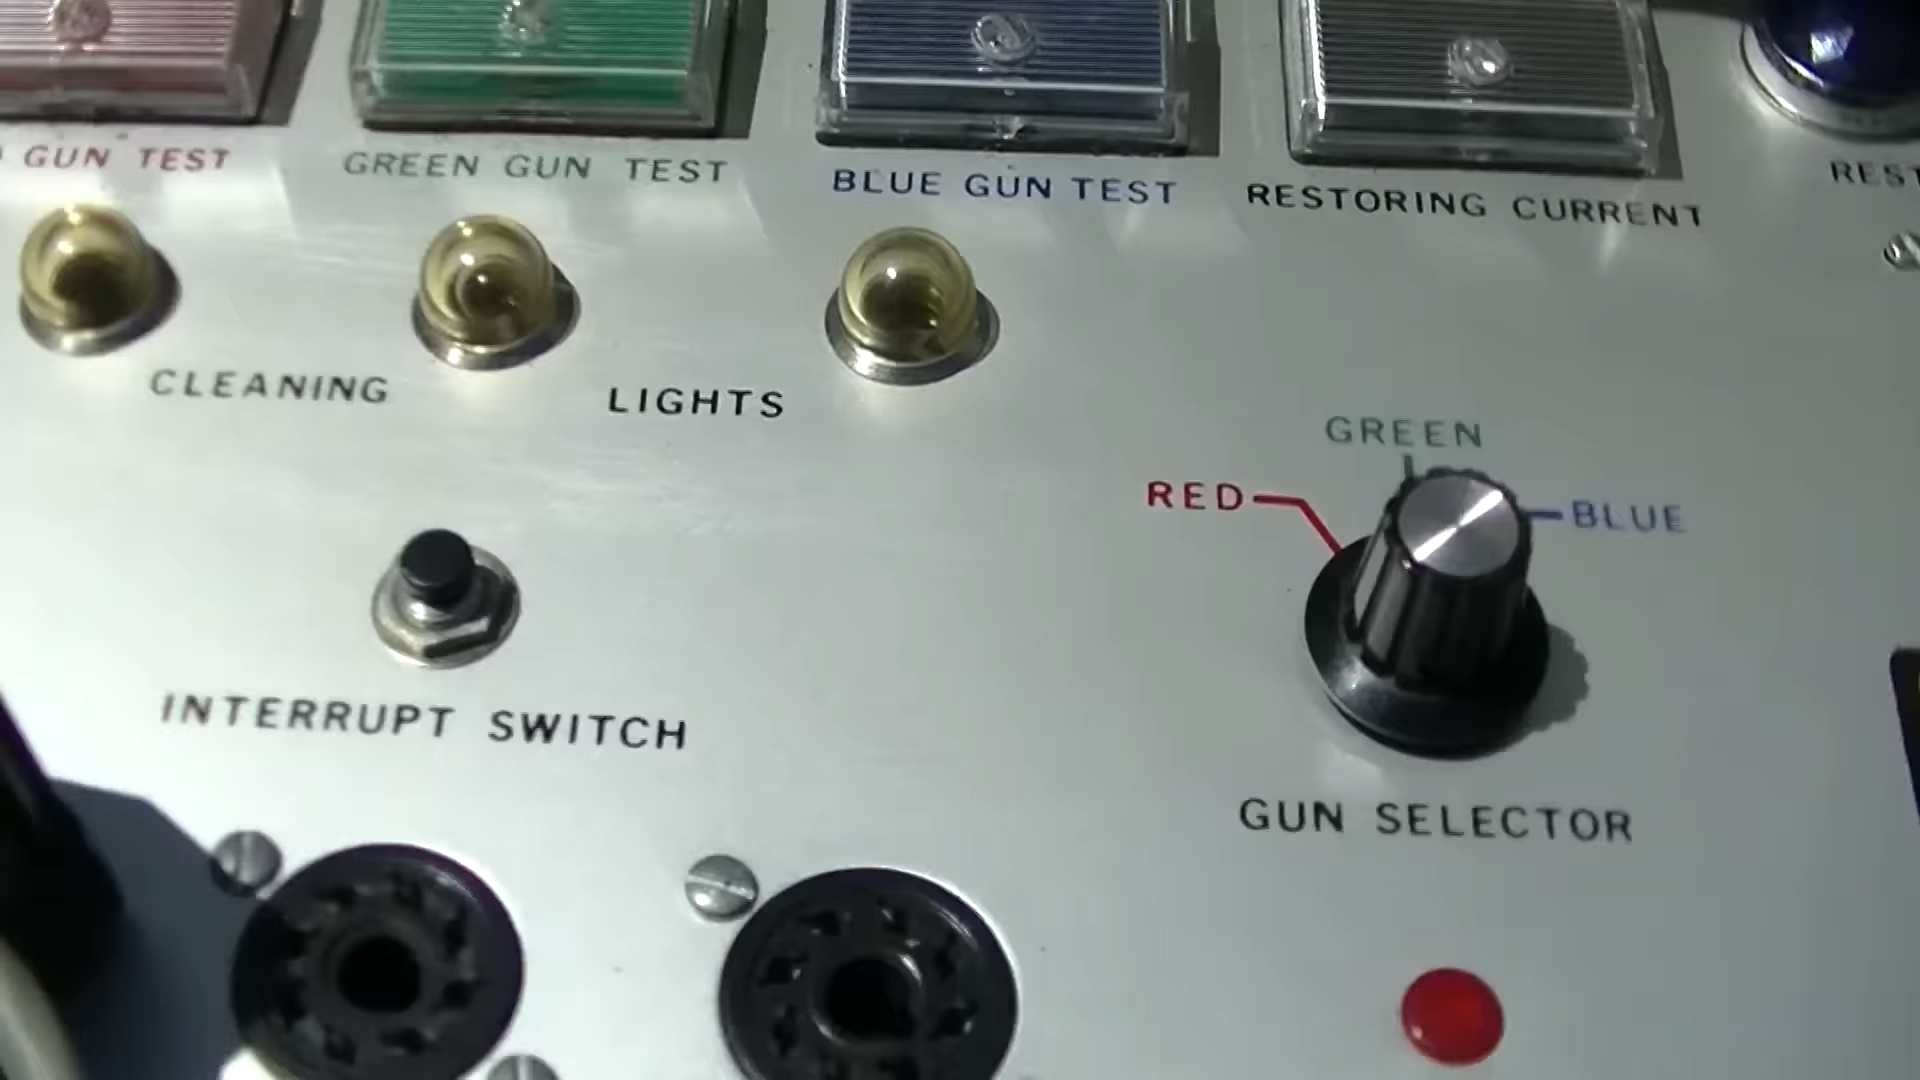 GUN TEST
GREEN GUN TEST
BLUE GUN TEST
RESTORING CURRENT
CLEANING LIGHTS
GREEN
RED
BLUE
INTERRUPT SWITCH
GUN SELECTOR